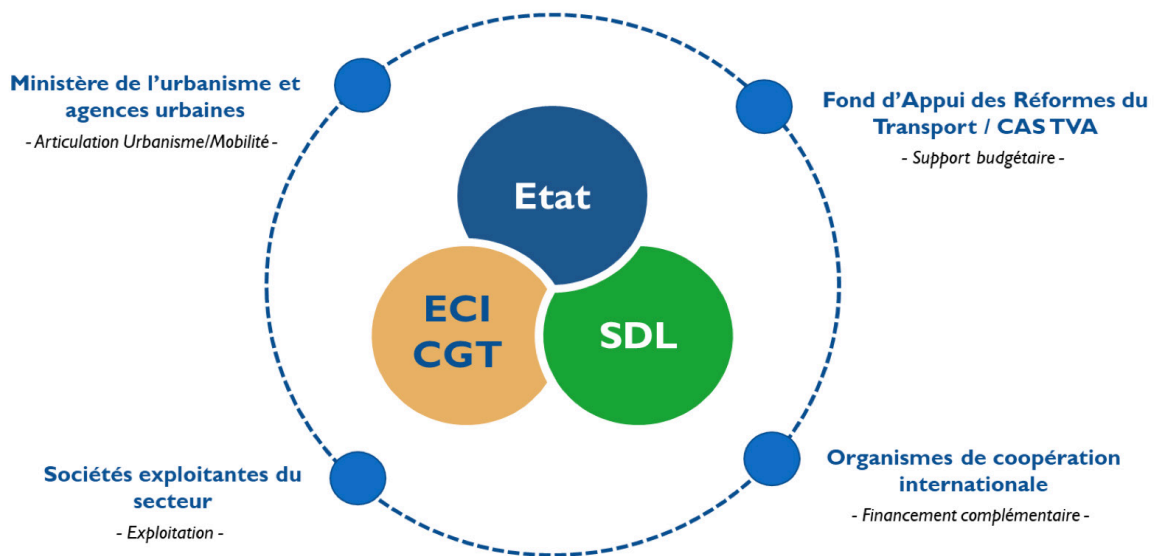 Ministère de l’urbanisme et
agences urbaines
- Articulation Urbanisme/Mobilité -
Fond d’Appui des Réformes du
Transport / CAS TVA
- Support budgétaire -
Etat
ECI
CGT
SDL
Sociétés exploitantes du
secteur
- Exploitation -
Organismes de coopération
internationale
- Financement complémentaire -